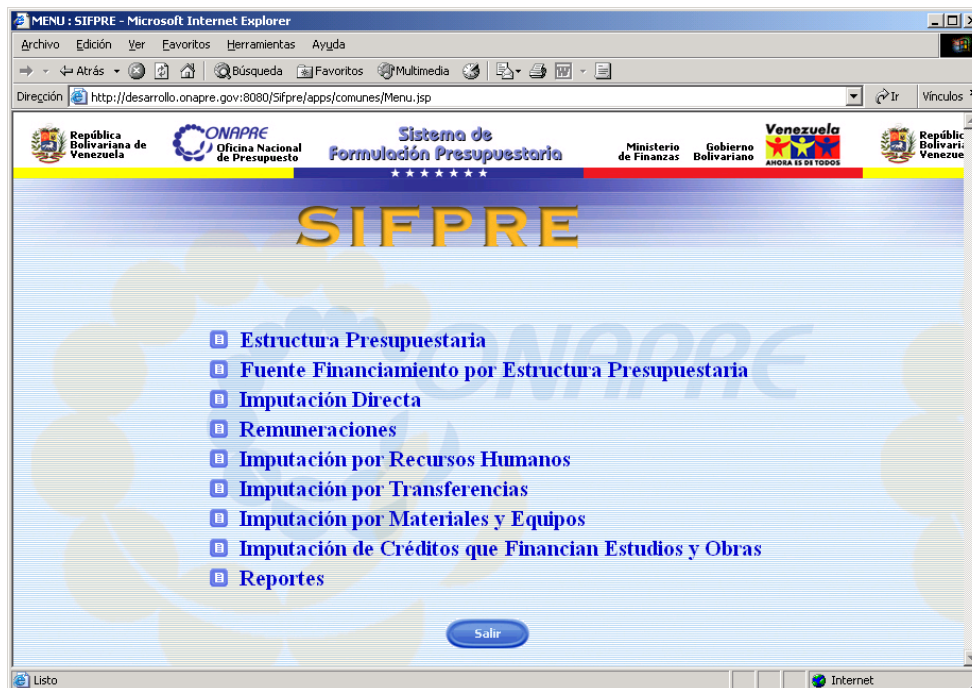 MENU : SIFPRE - Microsoft Internet Explorer
Archivo Edición Ver Favoritos Herramientas Ayuda
Atrás Búsqueda Favoritos Multimedia
Dirección http://desarrollo.onapre.gov:8080/Sifpre/apps/comunes/Menu.jsp Ir Vínculos
República Bolivariana de Venezuela
ONAPRE Oficina Nacional de Presupuesto
Sistema de
Formulación Presupuestaria
Ministerio de Finanzas
Gobierno Bolivariano
Venezuela
AHORA ES DE TODOS
Repúblic
Bolivaria
Venezue
SIFPRE
ONAPRE
Estructura Presupuestaria
Fuente Financiamiento por Estructura Presupuestaria
Imputación Directa
Remuneraciones
Imputación por Recursos Humanos
Imputación por Transferencias
Imputación por Materiales y Equipos
Imputación de Créditos que Financian Estudios y Obras
Reportes
Salir
Listo Internet